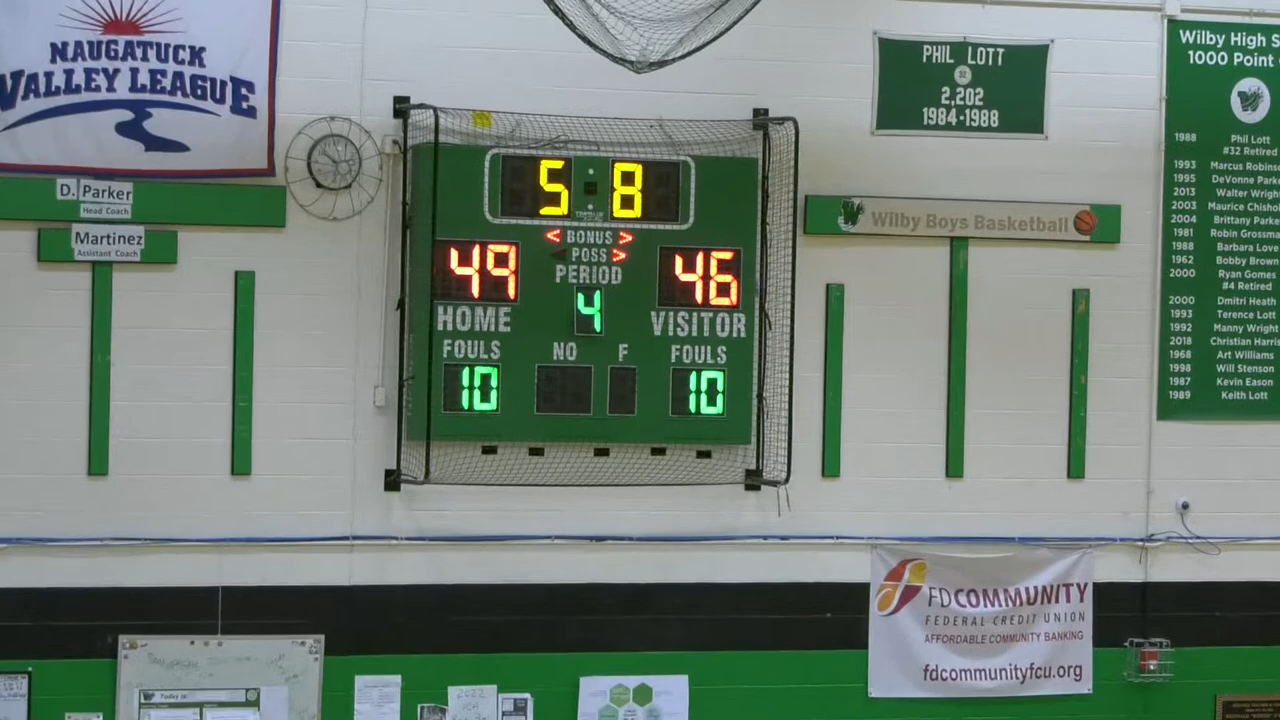 NAUGATUCK
VALLEY LEAGUE
D. Parker
Head Coach
Martinez
Assistant Coach
5 8
< BONUS >
POSS >
PERIOD
49 4 46
HOME VISITOR
FOULS NO F FOULS
10 10
PHIL LOTT
2,202
1984-1988
Wilby Boys Basketball
Wilby High S
1000 Point
1988 Phil Lott
#32 Retired
1993 Marcus Robins
1995 DeVonne Park
2013 Walter Wrigh
2003 Maurice Chishol
2004 Brittany Parke
1981 Robin Grossma
1988 Barbara Love
1962 Bobby Brown
2000 Ryan Gomes
#4 Retired
2000 Dmitri Heath
1993 Terence Lott
1992 Manny Wright
2018 Christian Harris
1968 Art Williams
1998 Will Stenson
1987 Kevin Eason
1989 Keith Lott
FDCOMMUNITY
FEDERAL CREDIT UNION
AFFORDABLE COMMUNITY BANKING
fdcommunityfcu.org
Today is